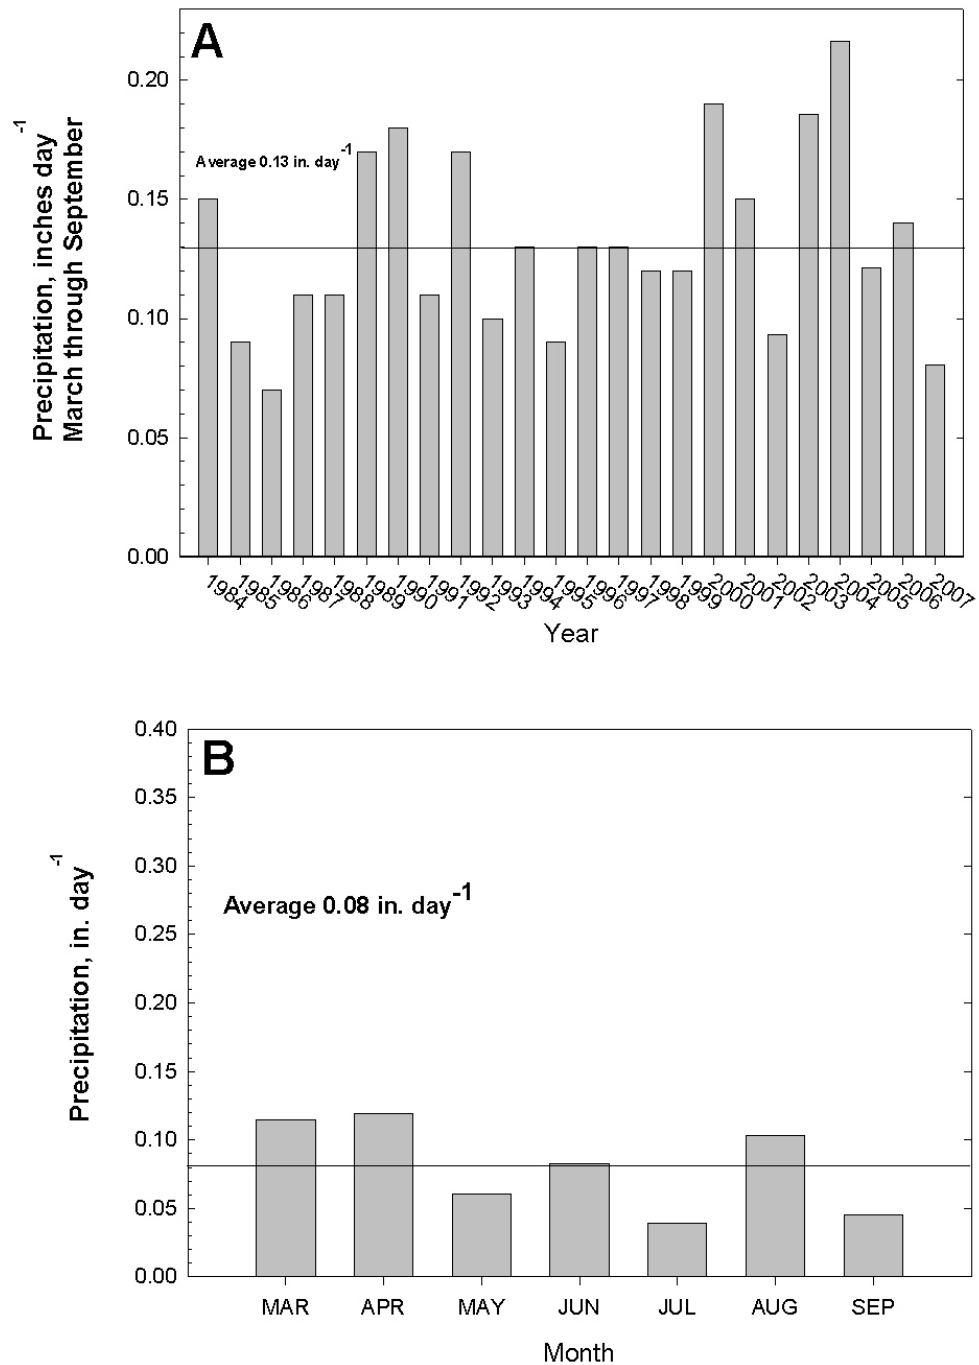 A
0.20
Average 0.13 in. day-1
0.15
0.10
0.05
0.00
Precipitation, inches day-1
March through September
1984 1985 1986 1987 1988 1989 1990 1991 1992 1993 1994 1995 1996 1997 1998 1999 2000 2001 2002 2003 2004 2005 2006 2007
Year
0.40
B
0.35
0.30
Average 0.08 in. day-1
0.25
0.20
0.15
0.10
0.05
0.00
Precipitation, in. day-1
MAR APR MAY JUN JUL AUG SEP
Month